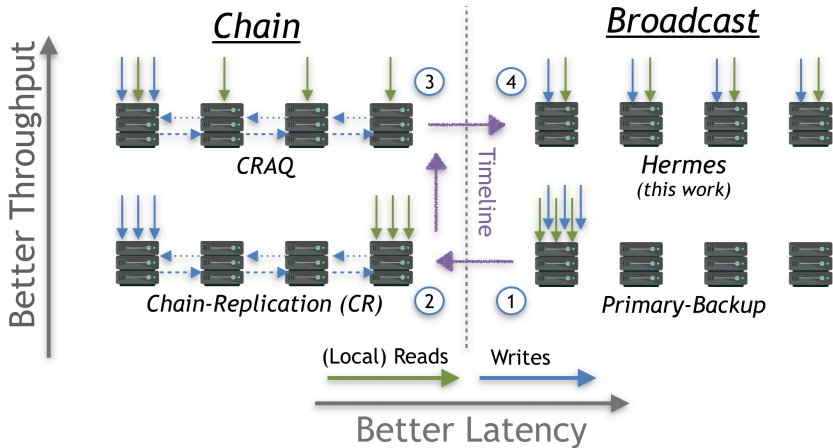 Chain
Broadcast
3
4
CRAQ
Hermes
(this work)
Timeline
Chain-Replication (CR)
2
1
Primary-Backup
(Local) Reads
Writes
Better Throughput
Better Latency